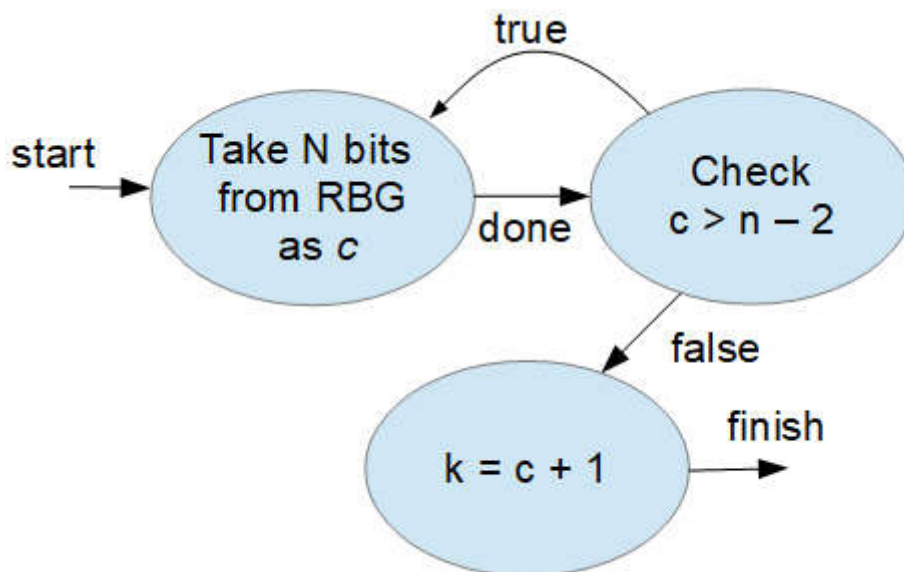 true
start
Take N bits
from RBG
as c
done
Check
c > n – 2
false
k = c + 1
finish